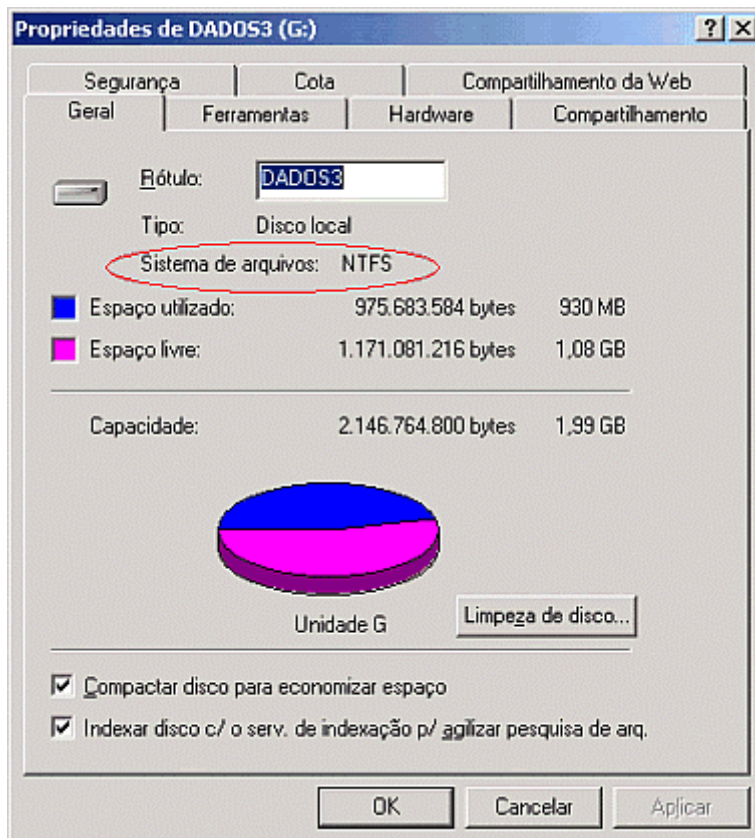 Propriedades de DADOS3 (G:)
Segurança Cota Compartilhamento da Web
Geral Ferramentas Hardware Compartilhamento
Rótulo: DADOS3
Tipo: Disco local
Sistema de arquivos: NTFS
Espaço utilizado: 975.683.584 bytes 930 MB
Espaço livre: 1.171.081.216 bytes 1,08 GB
Capacidade: 2.146.764.800 bytes 1,99 GB
Unidade G Limpeza de disco...
Compactar disco para economizar espaço
Indexar disco c/ o serv. de indexação p/ agilizar pesquisa de arq.
OK Cancelar Aplicar